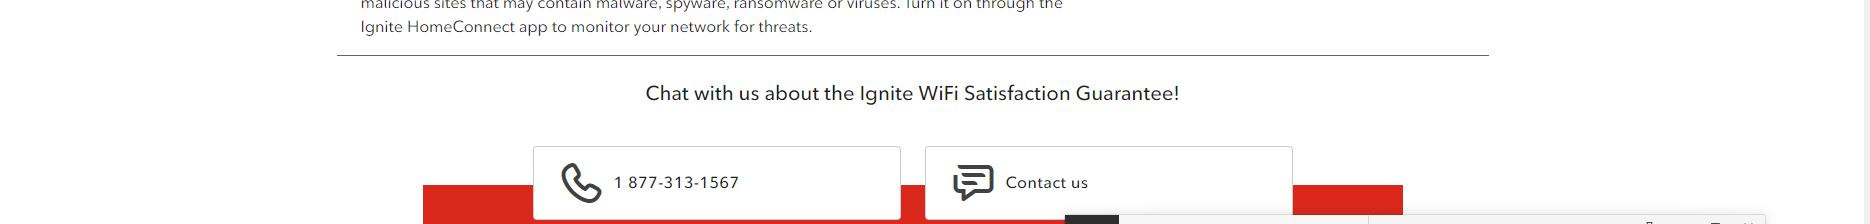 malicious sites that may contain malware, spyware, ransomware or viruses. Turn it on through the
Ignite HomeConnect app to monitor your network for threats.
Chat with us about the Ignite WiFi Satisfaction Guarantee!
1 877-313-1567
Contact us